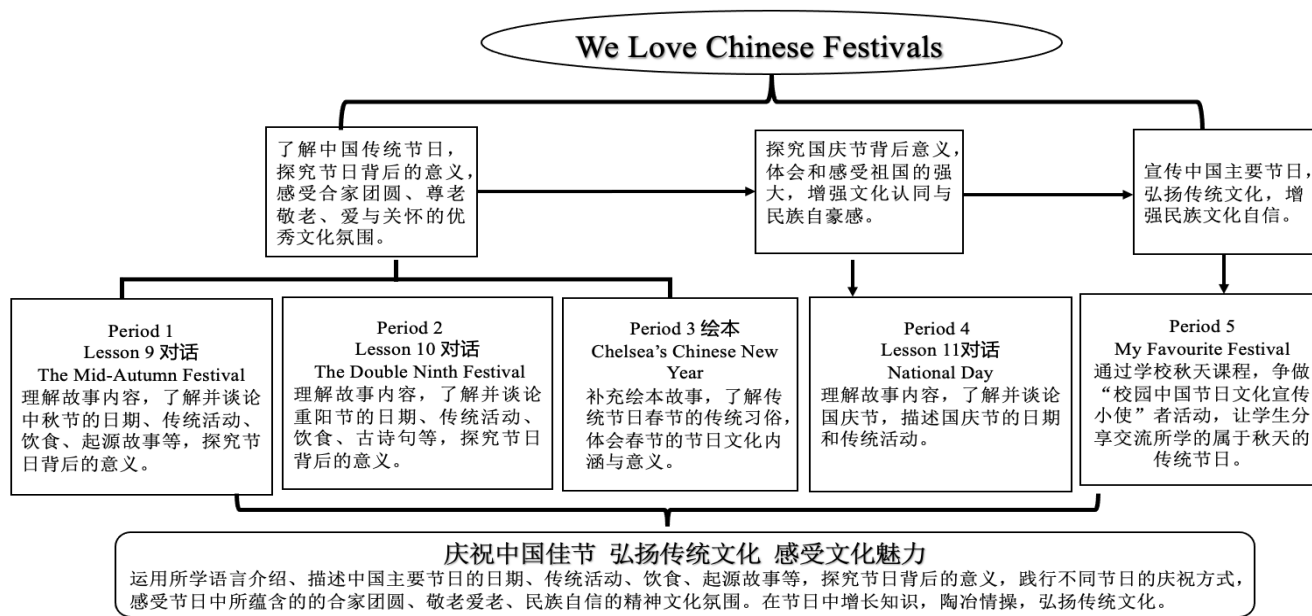 We Love Chinese Festivals
了解中国传统节日，
探究节日背后的意义，
感受合家团圆、尊老
敬老、爱与关怀的优
秀文化氛围。
探究国庆节背后意义，
体会和感受祖国的强
大，增强文化认同与
民族自豪感。
宣传中国主要节日，
弘扬传统文化，增
强民族文化自信。
Period 1
Lesson 9 对话
The Mid-Autumn Festival
理解故事内容，了解并谈论
中秋节的日期、传统活动、
饮食、起源故事等，探究节
日背后的意义。
Period 2
Lesson 10 对话
The Double Ninth Festival
理解故事内容，了解并谈论
重阳节的日期、传统活动、
饮食、古诗句等，探究节日
背后的意义。
Period 3 绘本
Chelsea’s Chinese New
Year
补充绘本故事，了解传
统节日春节的传统习俗，
体会春节的节日文化内
涵与意义。
Period 4
Lesson 11对话
National Day
理解故事内容，了解并谈论
国庆节，描述国庆节的日期
和传统活动。
Period 5
My Favourite Festival
通过学校秋天课程，争做
“校园中国节日文化宣传
小使”者活动，让学生分
享交流所学的属于秋天的
传统节日。
庆祝中国佳节 弘扬传统文化 感受文化魅力
运用所学语言介绍、描述中国主要节日的日期、传统活动、饮食、起源故事等，探究节日背后的意义，践行不同节日的庆祝方式，
感受节日中所蕴含的的合家团圆、敬老爱老、民族自信的精神文化氛围。在节日中增长知识，陶冶情操，弘扬传统文化。